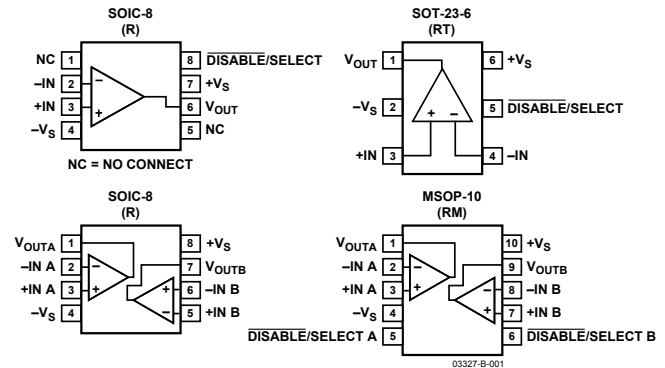 SOIC-8
(R)
NC 1
–IN 2
+IN 3
–VS 4
8 DISABLE/SELECT
7 +VS
6 VOUT
5 NC
– +
NC = NO CONNECT
SOT-23-6
(RT)
VOUT 1
–VS 2
+IN 3
6 +VS
5 DISABLE/SELECT
4 –IN
+ –
SOIC-8
(R)
VOUTA 1
–IN A 2
+IN A 3
–VS 4
8 +VS
7 VOUTB
6 –IN B
5 +IN B
– +
+ –
MSOP-10
(RM)
VOUTA 1
–IN A 2
+IN A 3
–VS 4
DISABLE/SELECT A 5
10 +VS
9 VOUTB
8 –IN B
7 +IN B
6 DISABLE/SELECT B
– +
– +
03327-B-001